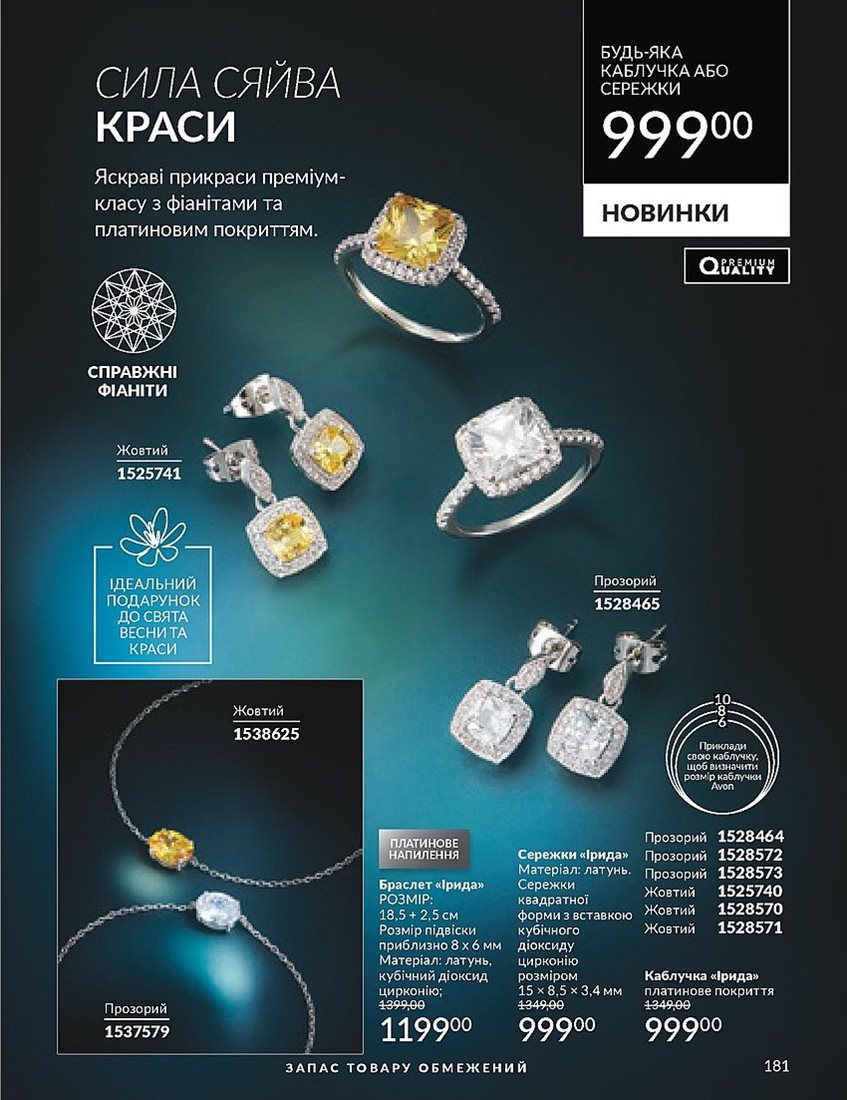 СИЛА СЯЙВА
КРАСИ
Яскраві прикраси преміум-
класу з фіанітами та
платиновим покриттям.
БУДЬ-ЯКА
КАБЛУЧКА АБО
СЕРЕЖКИ
999⁰⁰
НОВИНКИ
PREMIUM
QUALITY
СПРАВЖНІ
ФІАНІТИ
Жовтий
1525741
ІДЕАЛЬНИЙ
ПОДАРУНОК
ДО СВЯТА
ВЕСНИ ТА
КРАСИ
Прозорий
1528465
Жовтий
1538625
Прозорий
1537579
10
8
6
Приклади
свою каблучку,
щоб визначити
розмір каблучки
Avon
ПЛАТИНОВЕ
НАПИЛЕННЯ
Браслет «Ірида»
РОЗМІР:
18,5 + 2,5 см
Розмір підвіски
приблизно 8 x 6 мм
Матеріал: латунь,
кубічний діоксид
цирконію;
1399,00
1199⁰⁰
Сережки «Ірида»
Матеріал: латунь.
Сережки
квадратної
форми з вставкою
кубічного
діоксиду
цирконію
розміром
15 × 8,5 × 3,4 мм
1349,00
999⁰⁰
Прозорий 1528464
Прозорий 1528572
Прозорий 1528573
Жовтий 1525740
Жовтий 1528570
Жовтий 1528571
Каблучка «Ірида»
платинове покриття
1349,00
999⁰⁰
ЗАПАС ТОВАРУ ОБМЕЖЕНИЙ
181